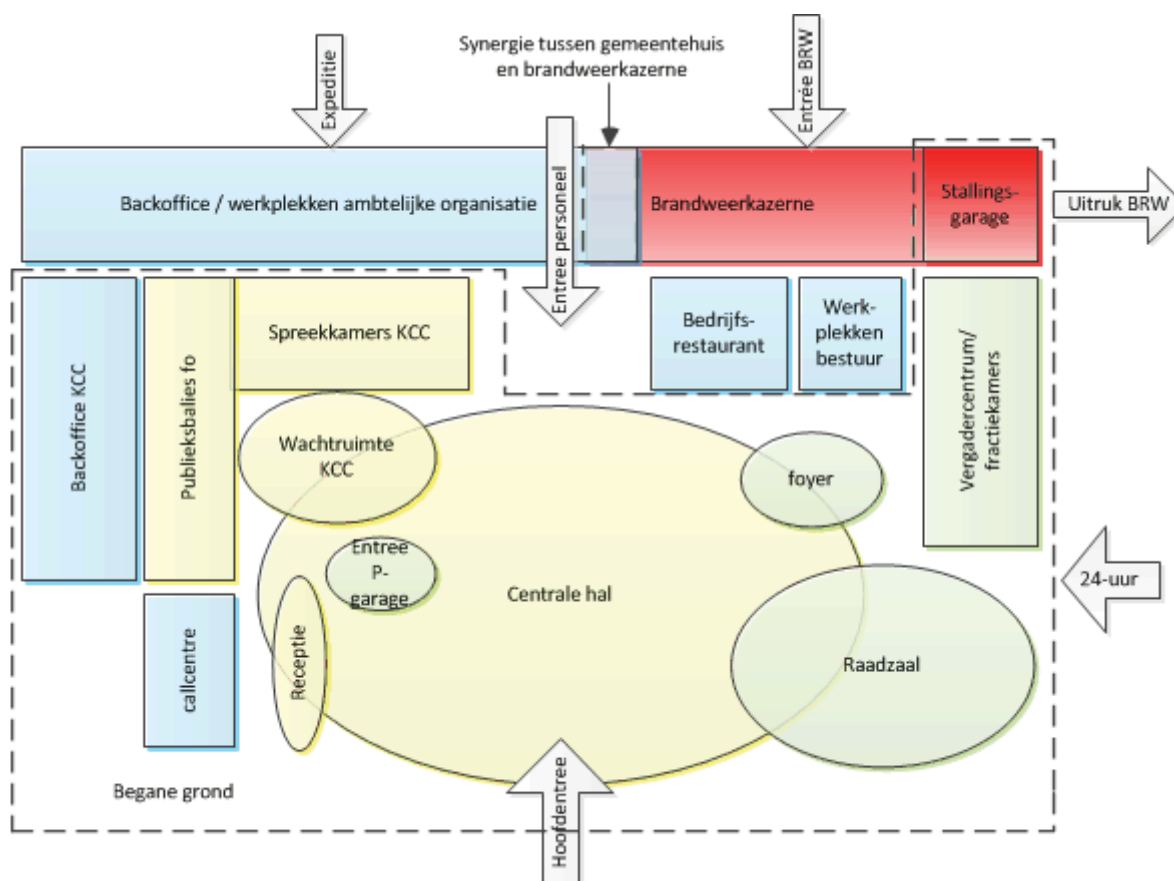 Synergie tussen gemeentehuis
en brandweerkazerne
Expeditie
Entrée BRW
Entree personeel
Backoffice / werkplekken ambtelijke organisatie
Brandweerkazerne
Stallings-
garage
Uitruk BRW
Backoffice KCC
Publieksbalies fo
Spreekkamers KCC
Bedrijfs-
restaurant
Werk-
plekken
bestuur
Vergadercentrum/
fractiekamers
Wachtruimte
KCC
foyer
Entree
P-
garage
Centrale hal
24-uur
callcentre
Receptie
Raadzaal
Begane grond
Hoofdentree